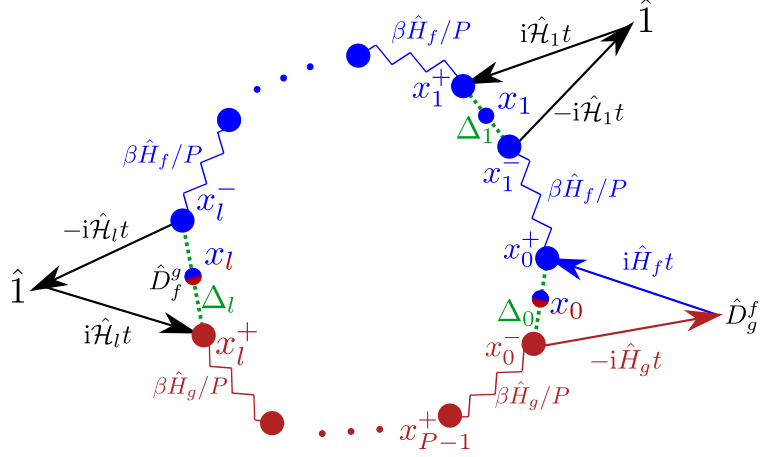 βĤ_f/P
iĤ_1t
1̂
x_1^+
x_1
Δ_1
−iĤ_1t
βĤ_f/P
x_l^-
x_1^-
βĤ_f/P
−iĤ_lt
x_0^+
iĤ_ft
1̂
D̂_f^g
x_l
Δ_l
Δ_0
x_0
D̂_g^f
iĤ_lt
x_l^+
x_0^-
−iĤ_gt
βĤ_g/P
βĤ_g/P
x_{P−1}^+